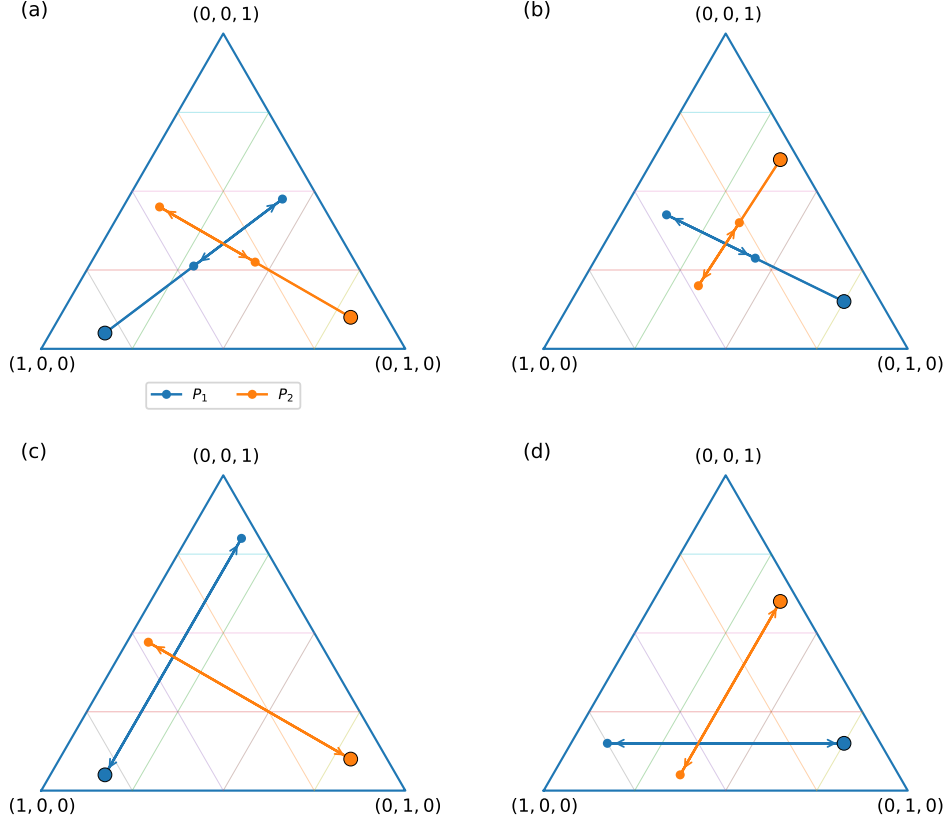 (a)
(0, 0, 1)
(1, 0, 0)
(0, 1, 0)
P₁
P₂
(b)
(0, 0, 1)
(1, 0, 0)
(0, 1, 0)
(c)
(0, 0, 1)
(1, 0, 0)
(0, 1, 0)
(d)
(0, 0, 1)
(1, 0, 0)
(0, 1, 0)